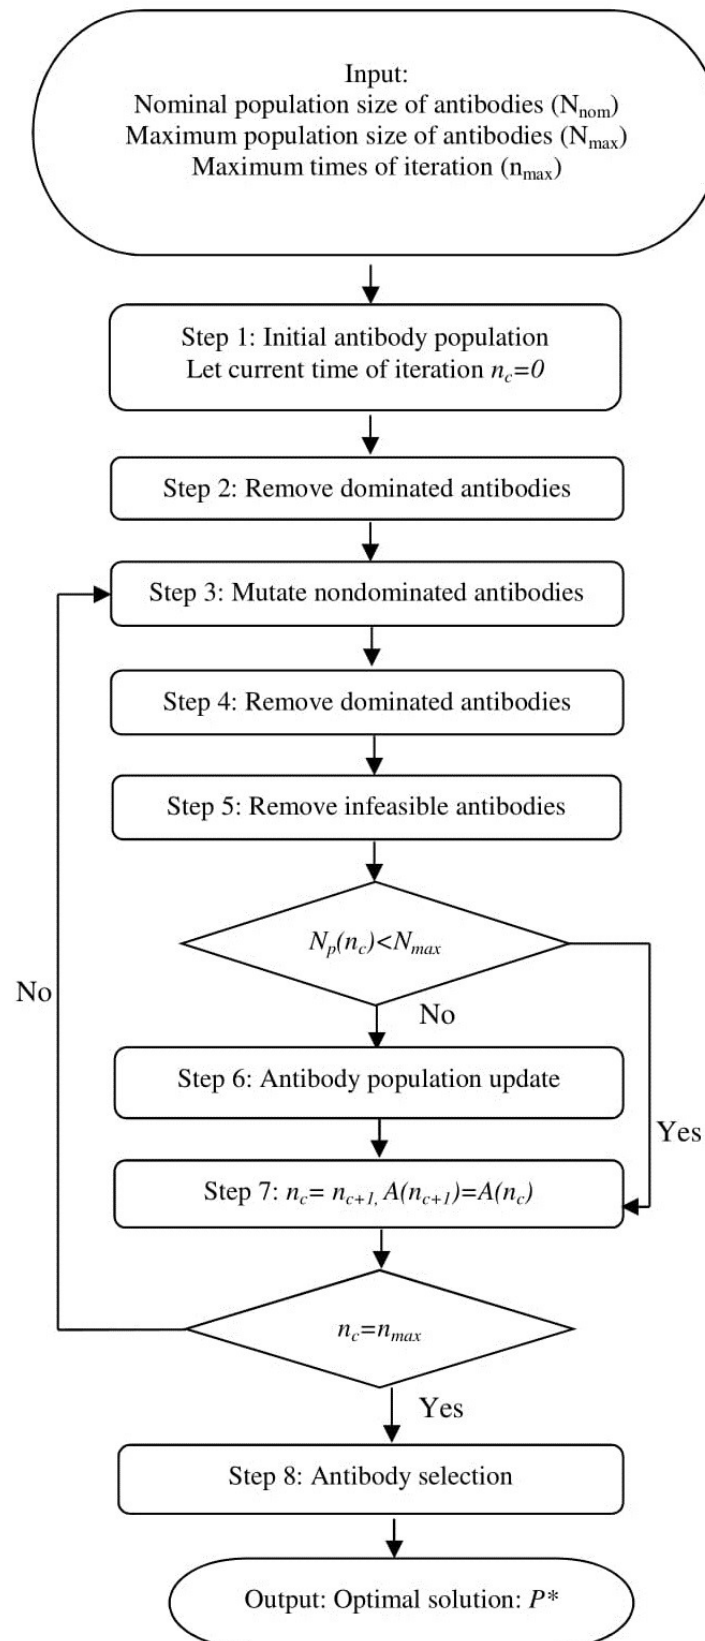 Input:
Nominal population size of antibodies (Nnom)
Maximum population size of antibodies (Nmax)
Maximum times of iteration (nmax)
Step 1: Initial antibody population
Let current time of iteration nc=0
Step 2: Remove dominated antibodies
Step 3: Mutate nondominated antibodies
Step 4: Remove dominated antibodies
Step 5: Remove infeasible antibodies
Np(nc)<Nmax
No
No
Step 6: Antibody population update
Yes
Step 7: nc= nc+1, A(nc+1)=A(nc)
nc=nmax
Yes
Step 8: Antibody selection
Output: Optimal solution: P*